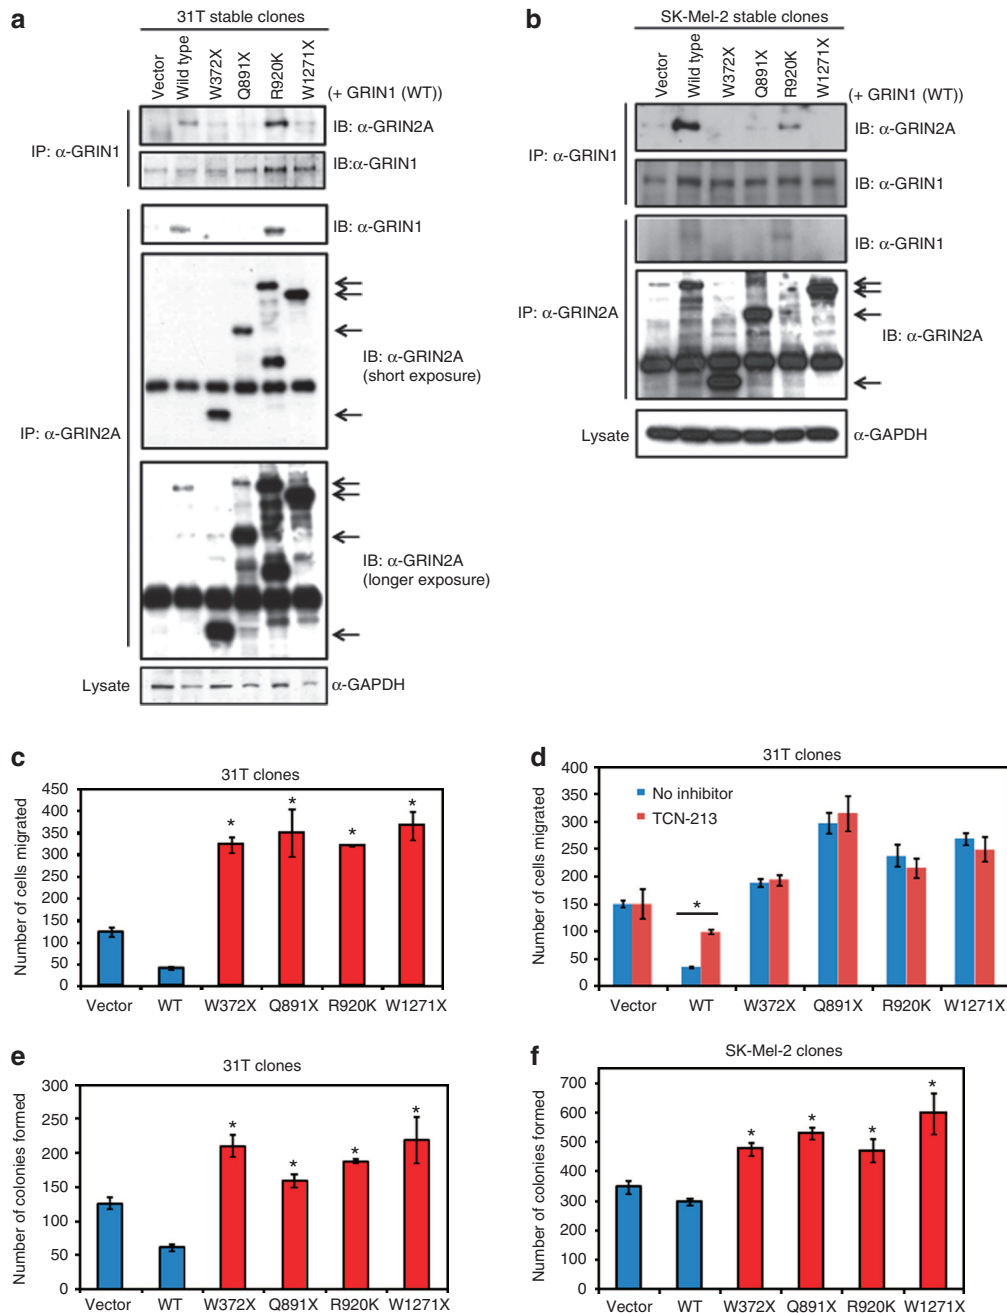 a
31T stable clones
Vector
Wild type
W372X
Q891X
R920K
W1271X
(+ GRIN1 (WT))
IP: α-GRIN1
IB: α-GRIN2A
IB:α-GRIN1
IP: α-GRIN2A
IB: α-GRIN1
IB: α-GRIN2A
(short exposure)
IB: α-GRIN2A
(longer exposure)
Lysate
α-GAPDH
b
SK-Mel-2 stable clones
Vector
Wild type
W372X
Q891X
R920K
W1271X
(+ GRIN1 (WT))
IP: α-GRIN1
IB: α-GRIN2A
IB: α-GRIN1
IB: α-GRIN1
IP: α-GRIN2A
IB: α-GRIN2A
Lysate
α-GAPDH
c
31T clones
Number of cells migrated
450
400
350
300
250
200
150
100
50
0
* * * *
Vector WT W372X Q891X R920K W1271X
d
31T clones
Number of cells migrated
400
350
300
250
200
150
100
50
0
No inhibitor
TCN-213
*
Vector WT W372X Q891X R920K W1271X
e
31T clones
Number of colonies formed
300
250
200
150
100
50
0
* * * *
Vector WT W372X Q891X R920K W1271X
f
SK-Mel-2 clones
Number of colonies formed
700
600
500
400
300
200
100
0
* * * *
Vector WT W372X Q891X R920K W1271X